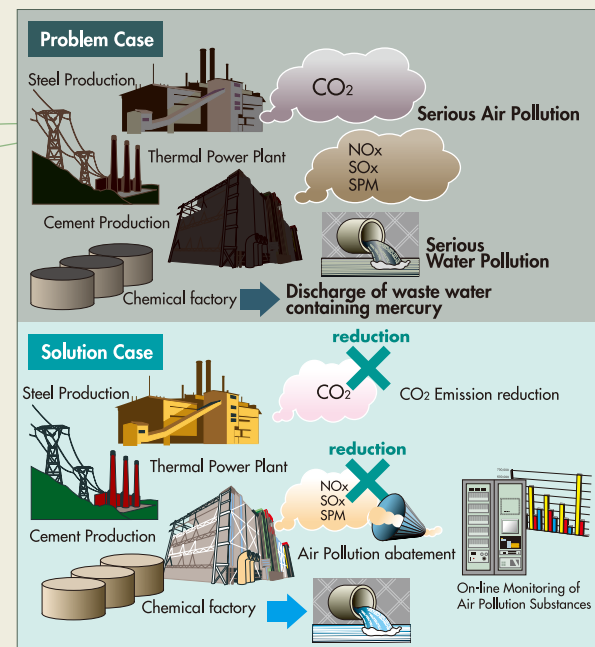 Problem Case
Steel Production
CO2
Serious Air Pollution
Thermal Power Plant
NOx
SOx
SPM
Cement Production
Serious
Water Pollution
Chemical factory
Discharge of waste water
containing mercury
Solution Case
reduction
Steel Production
CO2
CO2 Emission reduction
Thermal Power Plant
reduction
NOx
SOx
SPM
Cement Production
Air Pollution abatement
Chemical factory
On-line Monitoring of
Air Pollution Substances